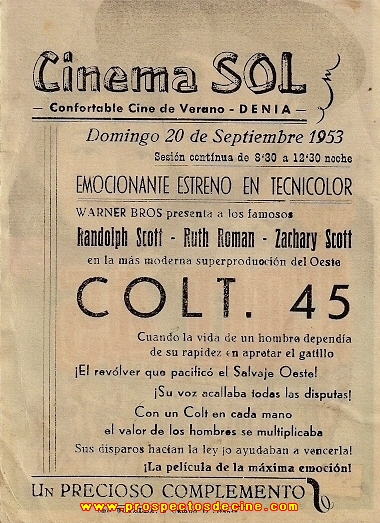 Cinema SOL
— Confortable Cine de Verano - DENIA —
Domingo 20 de Septiembre 1953
Sesión contínua de 8'30 a 12'30 noche
EMOCIONANTE ESTRENO EN TECNICOLOR
WARNER BROS presenta a los famosos
Randolph Scott - Ruth Roman - Zachary Scott
en la más moderna superproducción del Oeste
COLT. 45
Cuando la vida de un hombre dependía
de su rapidez en apretar el gatillo
¡El revólver que pacificó el Salvaje Oeste!
¡Su voz acallaba todas las disputas!
Con un Colt en cada mano
el valor de los hombres se multiplicaba
Sus disparos hacían la ley ¡o ayudaban a vencerla!
¡La película de la máxima emoción!
UN PRECIOSO COMPLEMENTO
www.prospectosdecine.com